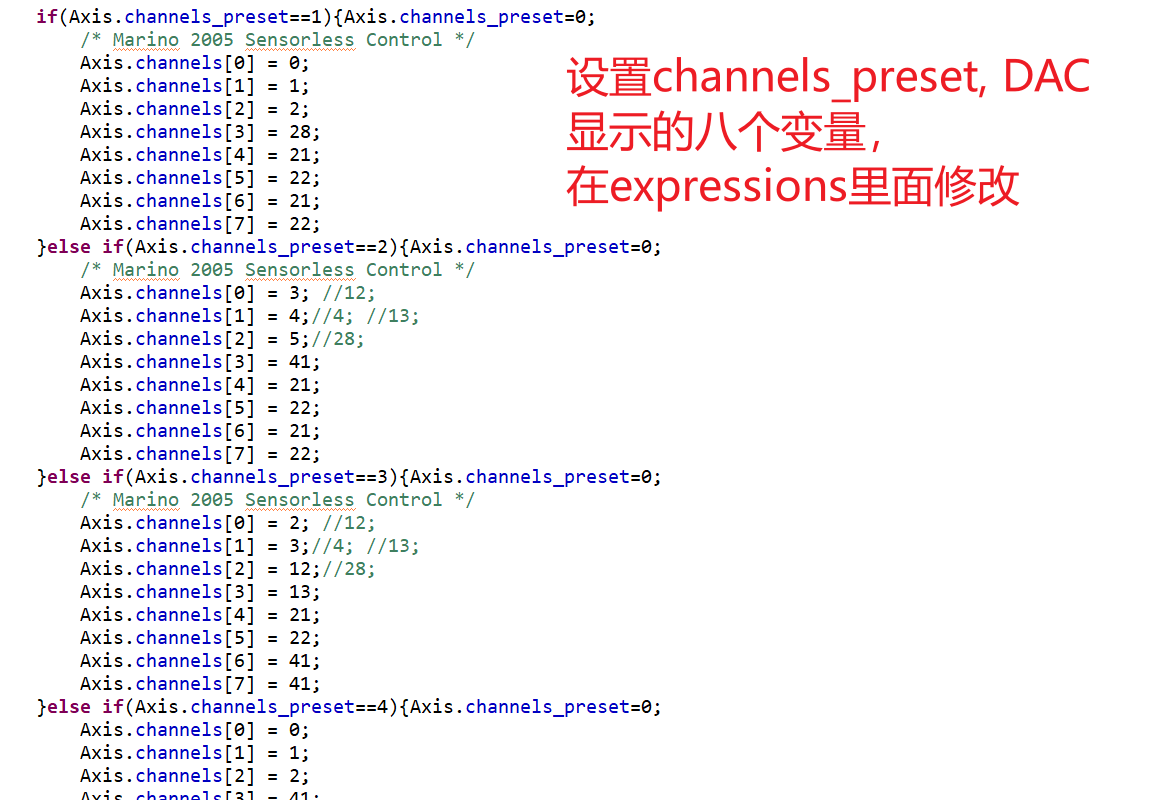 if(Axis.channels_preset==1){Axis.channels_preset=0;
/* Marino 2005 Sensorless Control */
Axis.channels[0] = 0;
Axis.channels[1] = 1;
Axis.channels[2] = 2;
Axis.channels[3] = 28;
Axis.channels[4] = 21;
Axis.channels[5] = 22;
Axis.channels[6] = 21;
Axis.channels[7] = 22;
设置channels_preset, DAC
显示的八个变量，
在expressions里面修改
}else if(Axis.channels_preset==2){Axis.channels_preset=0;
/* Marino 2005 Sensorless Control */
Axis.channels[0] = 3; //12;
Axis.channels[1] = 4;//4; //13;
Axis.channels[2] = 5;//28;
Axis.channels[3] = 41;
Axis.channels[4] = 21;
Axis.channels[5] = 22;
Axis.channels[6] = 21;
Axis.channels[7] = 22;
}else if(Axis.channels_preset==3){Axis.channels_preset=0;
/* Marino 2005 Sensorless Control */
Axis.channels[0] = 2; //12;
Axis.channels[1] = 3;//4; //13;
Axis.channels[2] = 12;//28;
Axis.channels[3] = 13;
Axis.channels[4] = 21;
Axis.channels[5] = 22;
Axis.channels[6] = 41;
Axis.channels[7] = 41;
}else if(Axis.channels_preset==4){Axis.channels_preset=0;
Axis.channels[0] = 0;
Axis.channels[1] = 1;
Axis.channels[2] = 2;
Axis.channels[3] = 41;